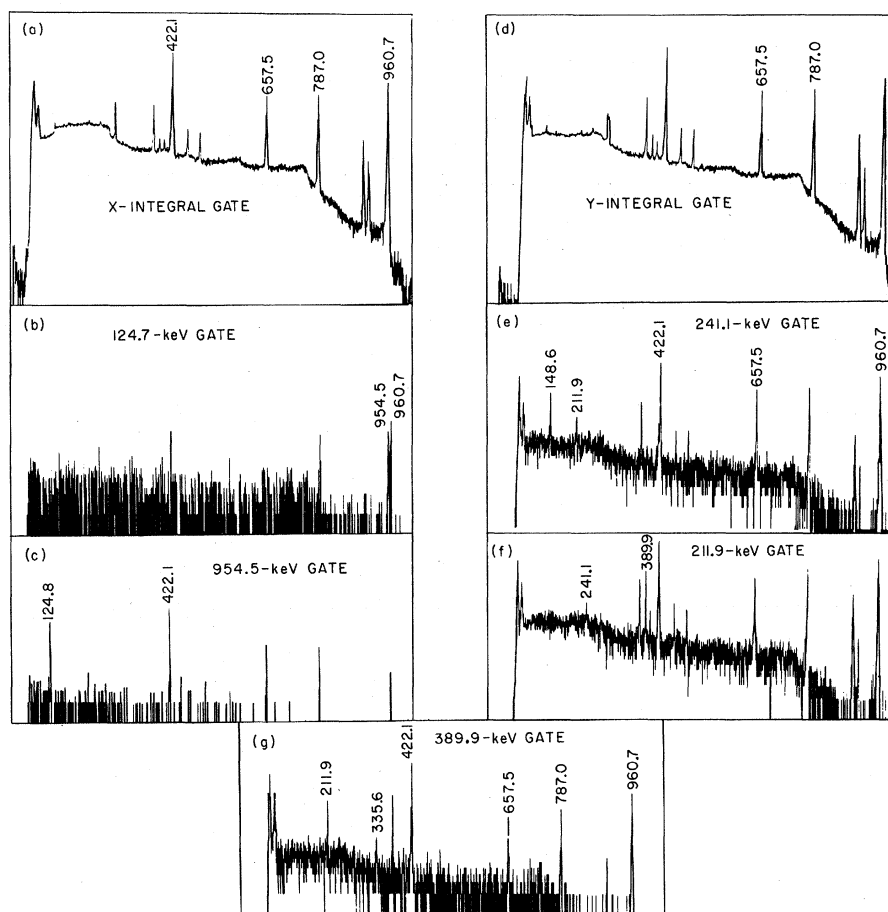 (a)
422.1
657.5
787.0
960.7
X-INTEGRAL GATE
(d)
657.5
787.0
Y-INTEGRAL GATE
(b)
124.7-keV GATE
954.5
960.7
(e)
241.1-keV GATE
148.6
211.9
422.1
657.5
960.7
(c)
954.5-keV GATE
124.8
422.1
(f)
211.9-keV GATE
241.1
389.9
(g)
389.9-keV GATE
211.9
335.6
422.1
657.5
787.0
960.7